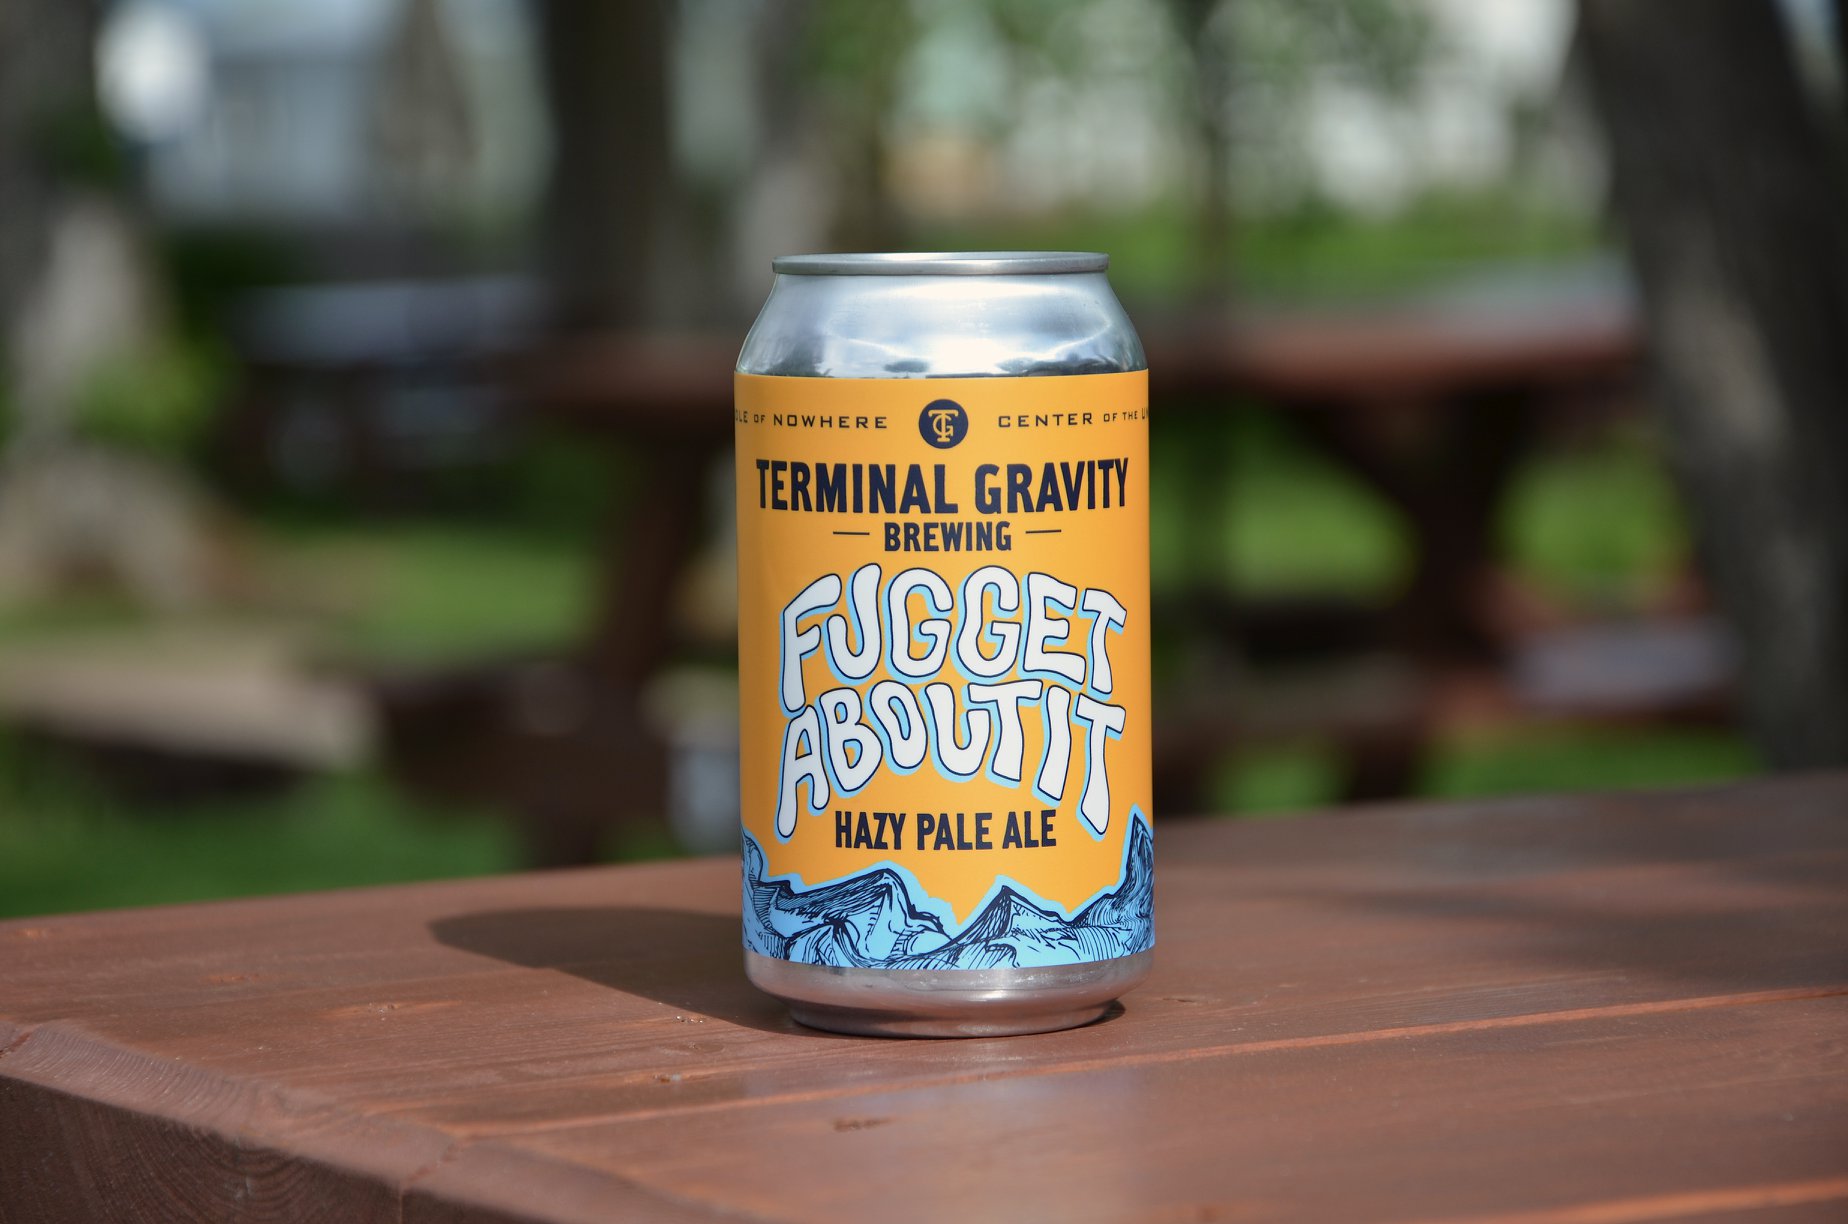 OF NOWHERE TG CENTER OF THE
TERMINAL GRAVITY
BREWING
FUGGET
ABOUTIT
HAZY PALE ALE